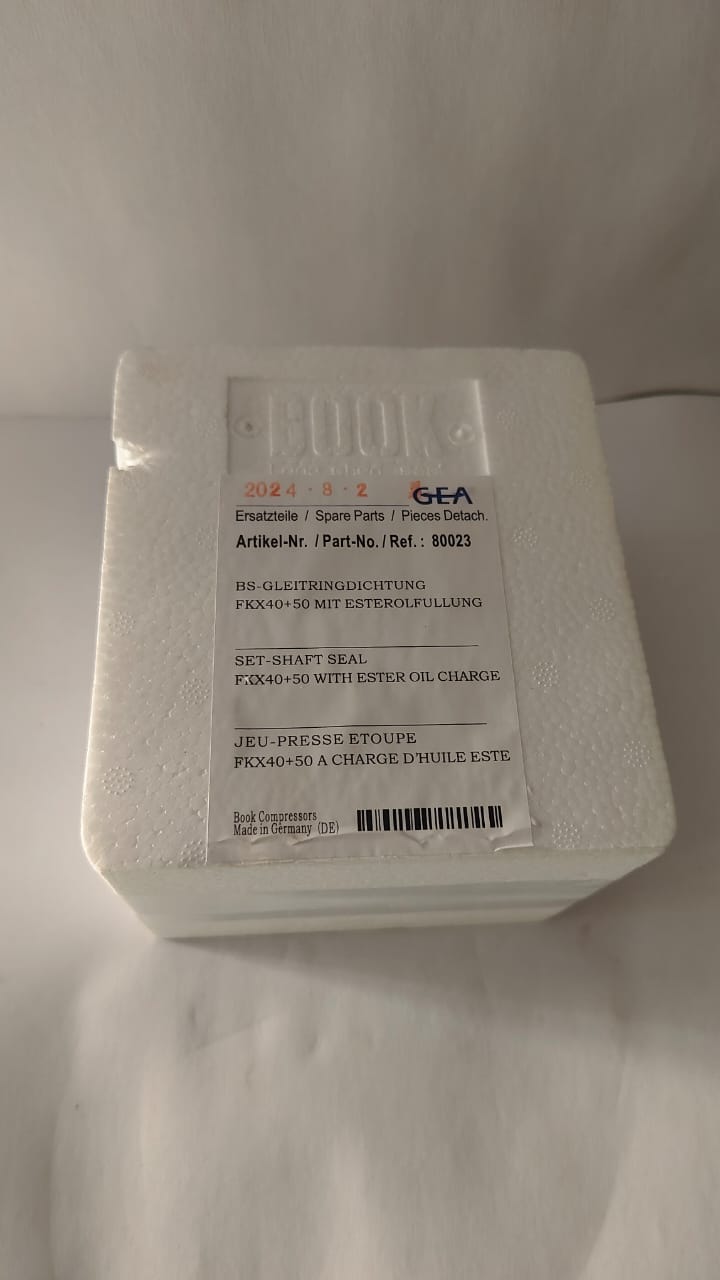 BOOK
2024 · 8 · 2
GEA
Ersatzteile / Spare Parts / Pieces Detach.
Artikel-Nr. / Part-No. / Ref. : 80023
BS-GLEITRINGDICHTUNG
FKX40+50 MIT ESTEROLFULLUNG
SET-SHAFT SEAL
FKX40+50 WITH ESTER OIL CHARGE
JEU-PRESSE ETOUPE
FKX40+50 A CHARGE D'HUILE ESTE
Book Compressors
Made in Germany (DE)